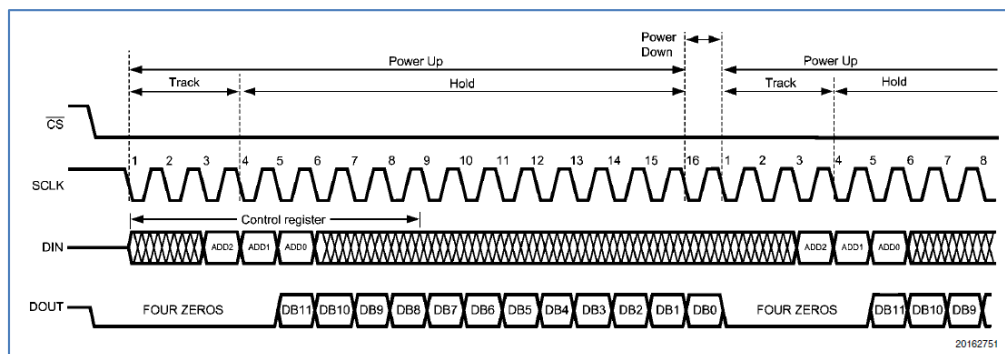 Power
Down
Power Up
Power Up
Track
Hold
Track
Hold
CS
1 2 3 4 5 6 7 8 9 10 11 12 13 14 15 16 1 2 3 4 5 6 7 8
SCLK
Control register
DIN
ADD2 ADD1 ADD0 ADD2 ADD1 ADD0
DOUT
FOUR ZEROS DB11 DB10 DB9 DB8 DB7 DB6 DB5 DB4 DB3 DB2 DB1 DB0 FOUR ZEROS DB11 DB10 DB9
20162751